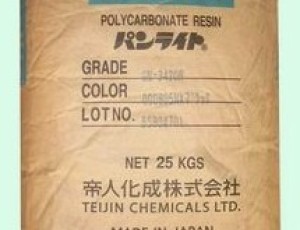 POLYCARBONATE RESIN
パンライト®
GRADE
COLOR
LOT NO.
NET 25 KGS
帝人化成株式会社
TEIJIN CHEMICALS LTD.
MADE IN JAPAN